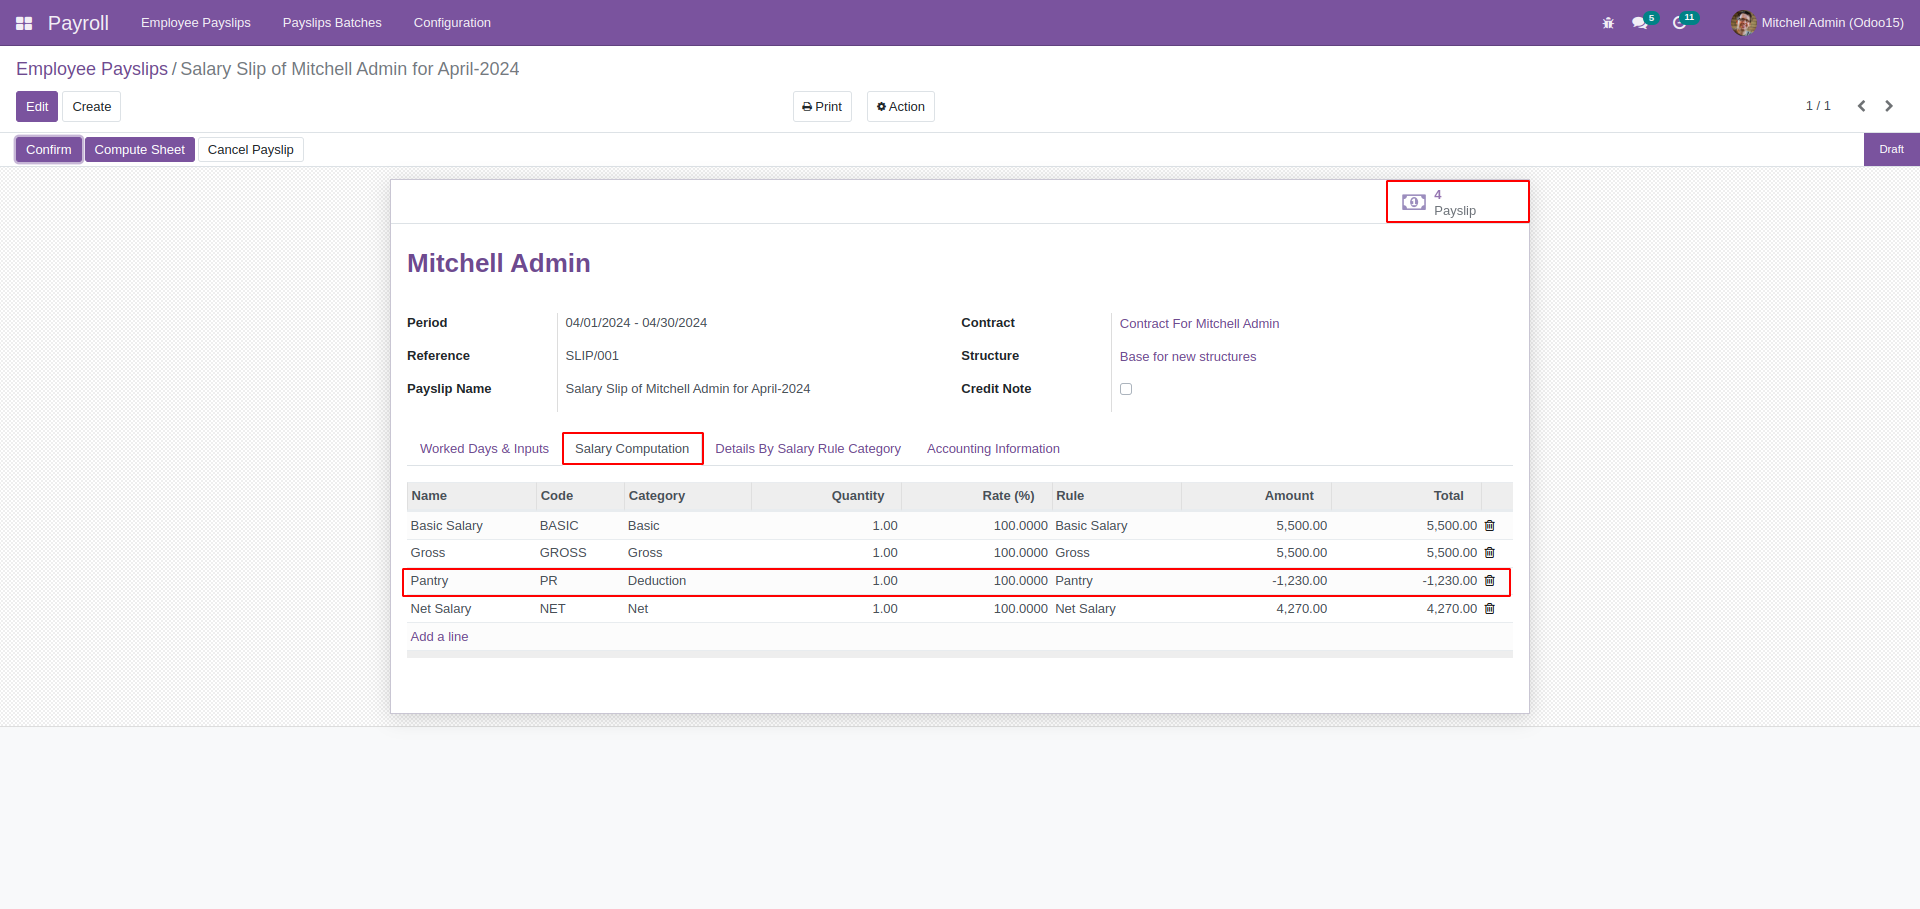 Payroll Employee Payslips Payslips Batches Configuration 5 11 Mitchell Admin (Odoo15)
Employee Payslips / Salary Slip of Mitchell Admin for April-2024
Edit Create Print Action 1 / 1
Confirm Compute Sheet Cancel Payslip Draft
4
Payslip
Mitchell Admin
Period 04/01/2024 - 04/30/2024 Contract Contract For Mitchell Admin
Reference SLIP/001 Structure Base for new structures
Payslip Name Salary Slip of Mitchell Admin for April-2024 Credit Note
Worked Days & Inputs Salary Computation Details By Salary Rule Category Accounting Information
Name Code Category Quantity Rate (%) Rule Amount Total
Basic Salary BASIC Basic 1.00 100.0000 Basic Salary 5,500.00 5,500.00
Gross GROSS Gross 1.00 100.0000 Gross 5,500.00 5,500.00
Pantry PR Deduction 1.00 100.0000 Pantry -1,230.00 -1,230.00
Net Salary NET Net 1.00 100.0000 Net Salary 4,270.00 4,270.00
Add a line